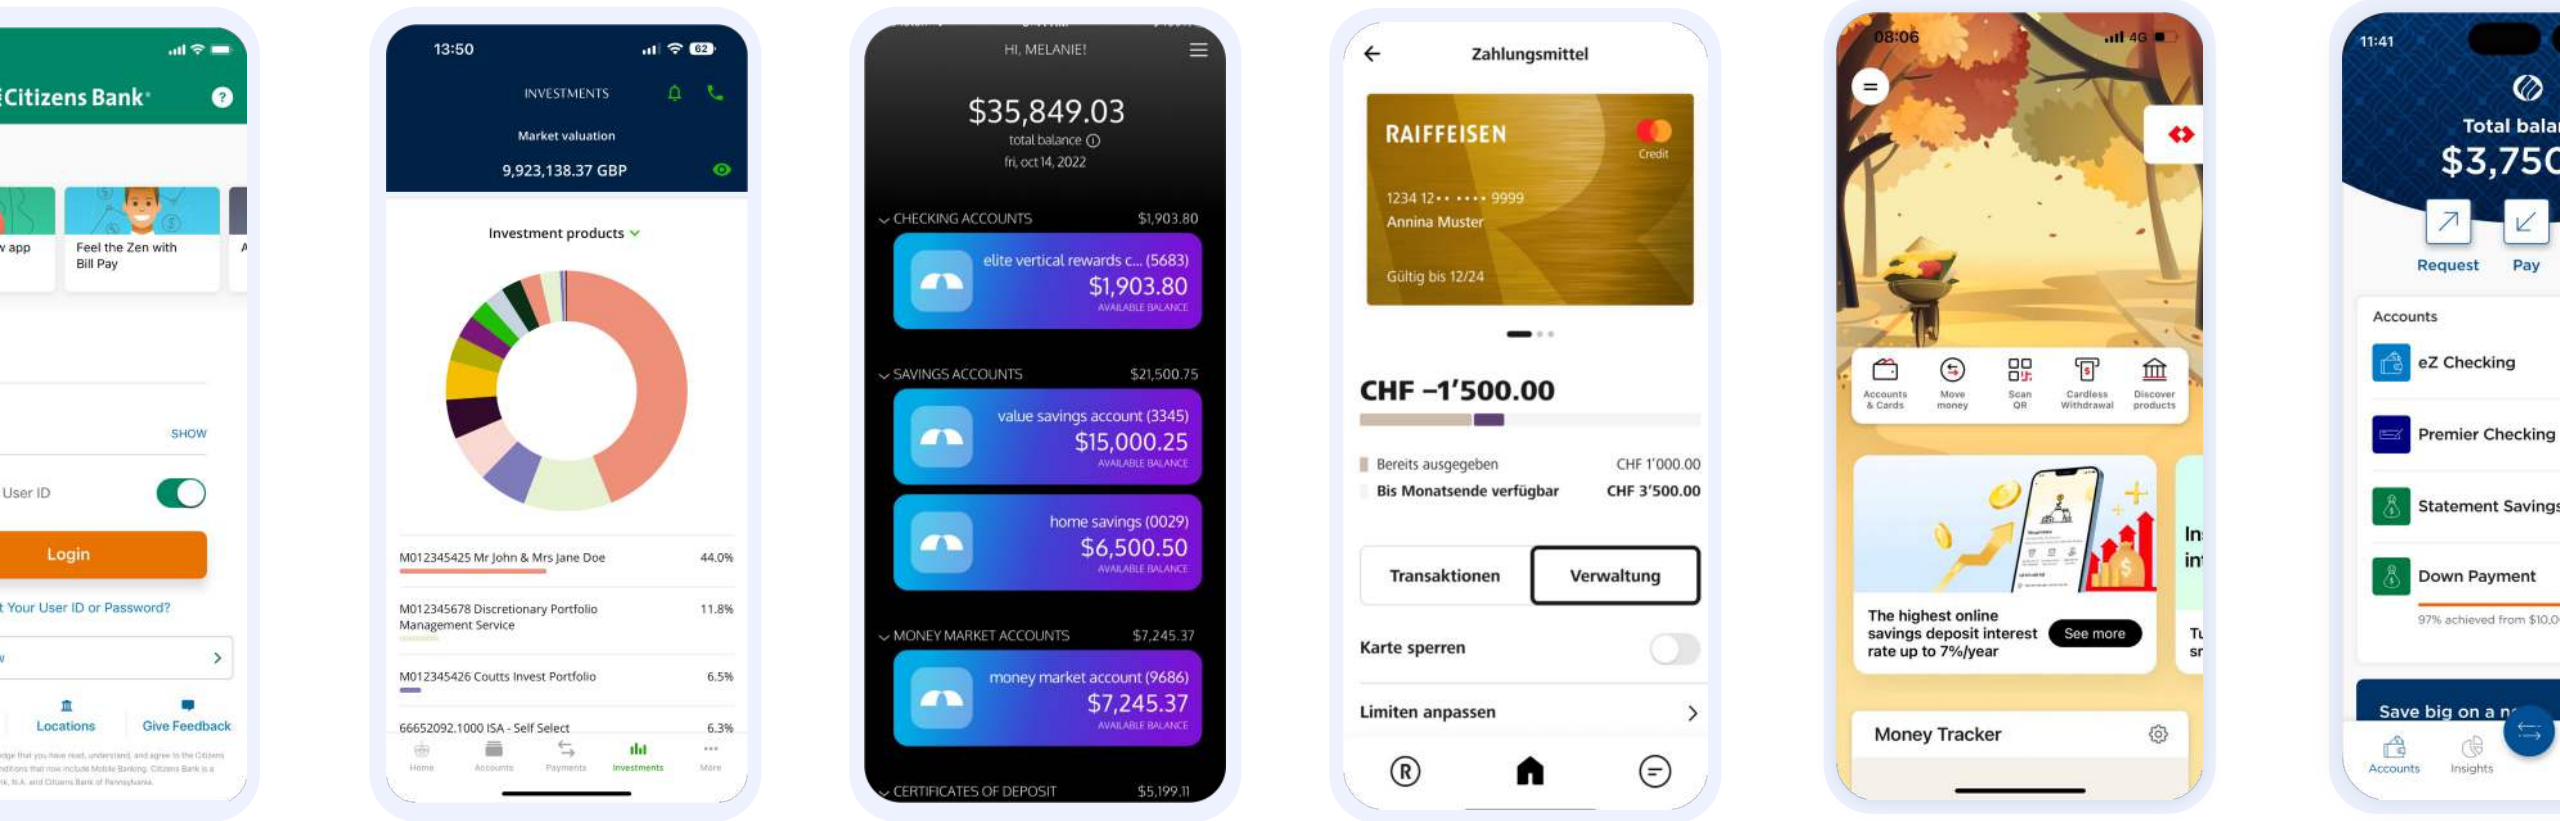 Citizens Bank
?
w app
Feel the Zen with
Bill Pay
SHOW
User ID
Login
t Your User ID or Password?
Locations
Give Feedback
13:50
62
INVESTMENTS
Market valuation
9,923,138.37 GBP
Investment products
M012345425 Mr John & Mrs Jane Doe
44.0%
M012345678 Discretionary Portfolio
Management Service
11.8%
M012345426 Coutts Invest Portfolio
6.5%
66652092.1000 ISA - Self Select
6.3%
Home
Accounts
Payments
Investments
More
HI, MELANIE!
$35,849.03
total balance
fri, oct 14, 2022
CHECKING ACCOUNTS
$1,903.80
elite vertical rewards c... (5683)
$1,903.80
AVAILABLE BALANCE
SAVINGS ACCOUNTS
$21,500.75
value savings account (3345)
$15,000.25
AVAILABLE BALANCE
home savings (0029)
$6,500.50
AVAILABLE BALANCE
MONEY MARKET ACCOUNTS
$7,245.37
money market account (9686)
$7,245.37
AVAILABLE BALANCE
CERTIFICATES OF DEPOSIT
$5,199.11
Zahlungsmittel
RAIFFEISEN
Credit
1234 12•• •••• 9999
Annina Muster
Gültig bis 12/24
CHF –1’500.00
Bereits ausgegeben
CHF 1’000.00
Bis Monatsende verfügbar
CHF 3’500.00
Transaktionen
Verwaltung
Karte sperren
Limiten anpassen
R
08:06
4G
Accounts
& Cards
Move
money
Scan
QR
Cardless
Withdrawal
Discover
products
The highest online
savings deposit interest
rate up to 7%/year
See more
Money Tracker
11:41
Total bala
$3,750
Request
Pay
Accounts
eZ Checking
Premier Checking
Statement Savings
Down Payment
97% achieved from $10,0
Save big on a n
Accounts
Insights